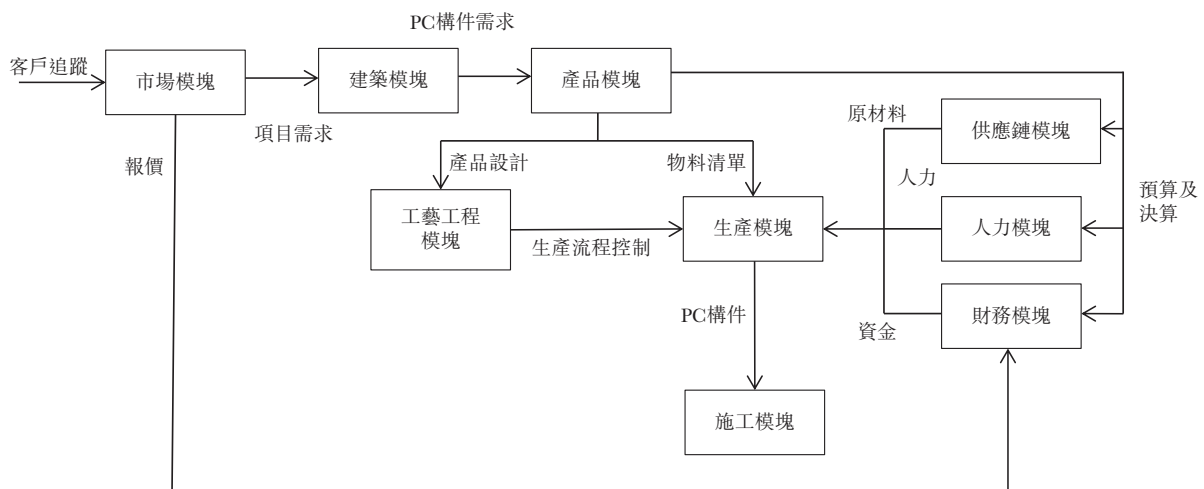 PC構件需求
客戶追蹤
市場模塊
建築模塊
產品模塊
項目需求
報價
產品設計
物料清單
原材料
供應鏈模塊
人力
預算及
決算
工藝工程
模塊
生產流程控制
生產模塊
人力模塊
PC構件
資金
財務模塊
施工模塊